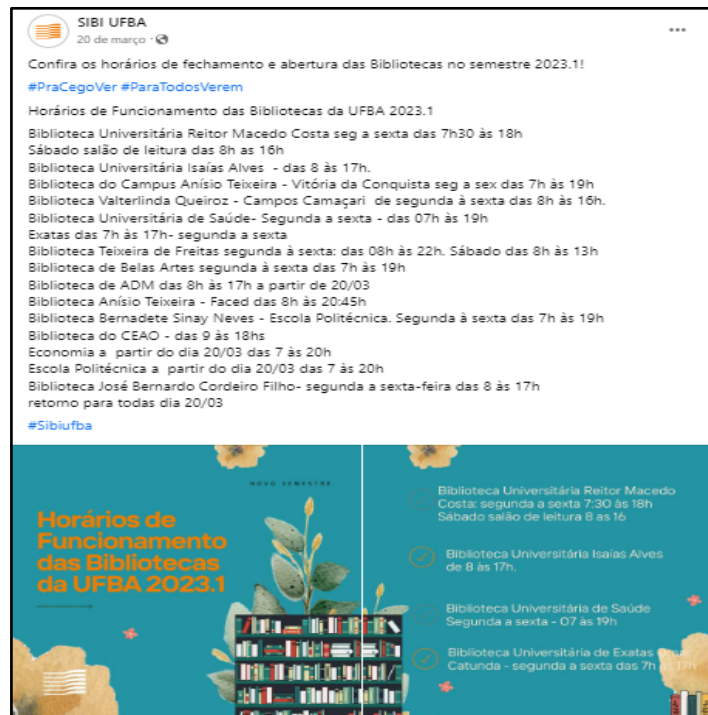 SIBI UFBA
20 de março ·
Confira os horários de fechamento e abertura das Bibliotecas no semestre 2023.1!
#PraCegoVer #ParaTodosVerem
Horários de Funcionamento das Bibliotecas da UFBA 2023.1
Biblioteca Universitária Reitor Macedo Costa seg a sexta das 7h30 às 18h
Sábado salão de leitura das 8h as 16h
Biblioteca Universitária Isaías Alves - das 8 às 17h.
Biblioteca do Campus Anísio Teixeira - Vitória da Conquista seg a sex das 7h às 19h
Biblioteca Valterlinda Queiroz - Campos Camaçari de segunda à sexta das 8h às 16h.
Biblioteca Universitária de Saúde- Segunda a sexta - das 07h às 19h
Exatas das 7h às 17h- segunda a sexta
Biblioteca Teixeira de Freitas segunda à sexta: das 08h às 22h. Sábado das 8h às 13h
Biblioteca de Belas Artes segunda à sexta das 7h às 19h
Biblioteca de ADM das 8h às 17h a partir de 20/03
Biblioteca Anísio Teixeira - Faced das 8h às 20:45h
Biblioteca Bernadete Sinay Neves - Escola Politécnica. Segunda à sexta das 7h às 19h
Biblioteca do CEAO - das 9 às 18hs
Economia a partir do dia 20/03 das 7 às 20h
Escola Politécnica a partir do dia 20/03 das 7 às 20h
Biblioteca José Bernardo Cordeiro Filho- segunda a sexta-feira das 8 às 17h
retorno para todas dia 20/03
#Sibiufba
NOVO SEMESTRE
Horários de
Funcionamento
das Bibliotecas
da UFBA 2023.1
Biblioteca Universitária Reitor Macedo
Costa: segunda a sexta 7:30 às 18h
Sábado salão de leitura 8 as 16
Biblioteca Universitária Isaías Alves
de 8 às 17h.
Biblioteca Universitária de Saúde
Segunda a sexta - 07 às 19h
Biblioteca Universitária de Exatas
Catunda - segunda a sexta das 7h às 17h